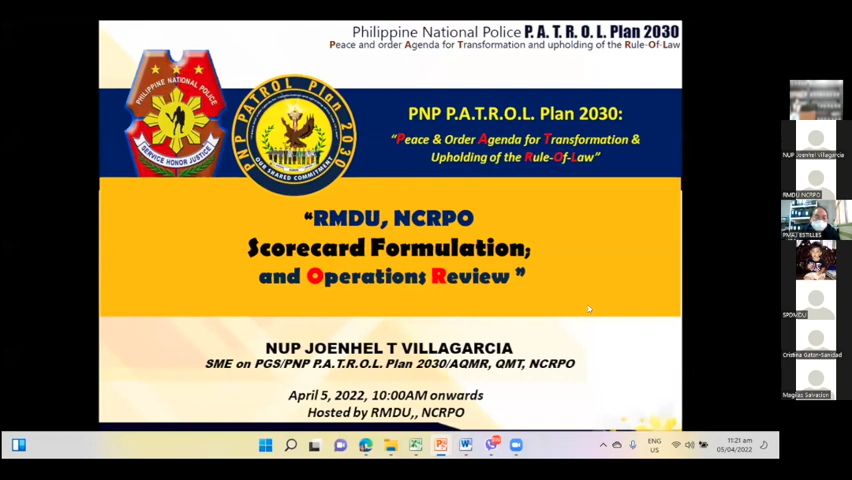 Philippine National Police P. A. T. R. O. L. Plan 2030
Peace and order Agenda for Transformation and upholding of the Rule-Of-Law
PHILIPPINE NATIONAL POLICE
SERVICE HONOR JUSTICE
PNP PATROL Plan 2030
OUR SHARED COMMITMENT
PNP P.A.T.R.O.L. Plan 2030:
“Peace & Order Agenda for Transformation &
Upholding of the Rule-Of-Law”
“RMDU, NCRPO
Scorecard Formulation;
and Operations Review ”
NUP JOENHEL T VILLAGARCIA
SME on PGS/PNP P.A.T.R.O.L. Plan 2030/AQMR, QMT, NCRPO
April 5, 2022, 10:00AM onwards
Hosted by RMDU,, NCRPO
NUP Joenhel Villagarcia
RMDU NCRPO
PMAJ ESTILLES
SPDMDU
Cristina Gatan-Sanidad
Magilas Salvacion
ENG
US
11:21 am
05/04/2022